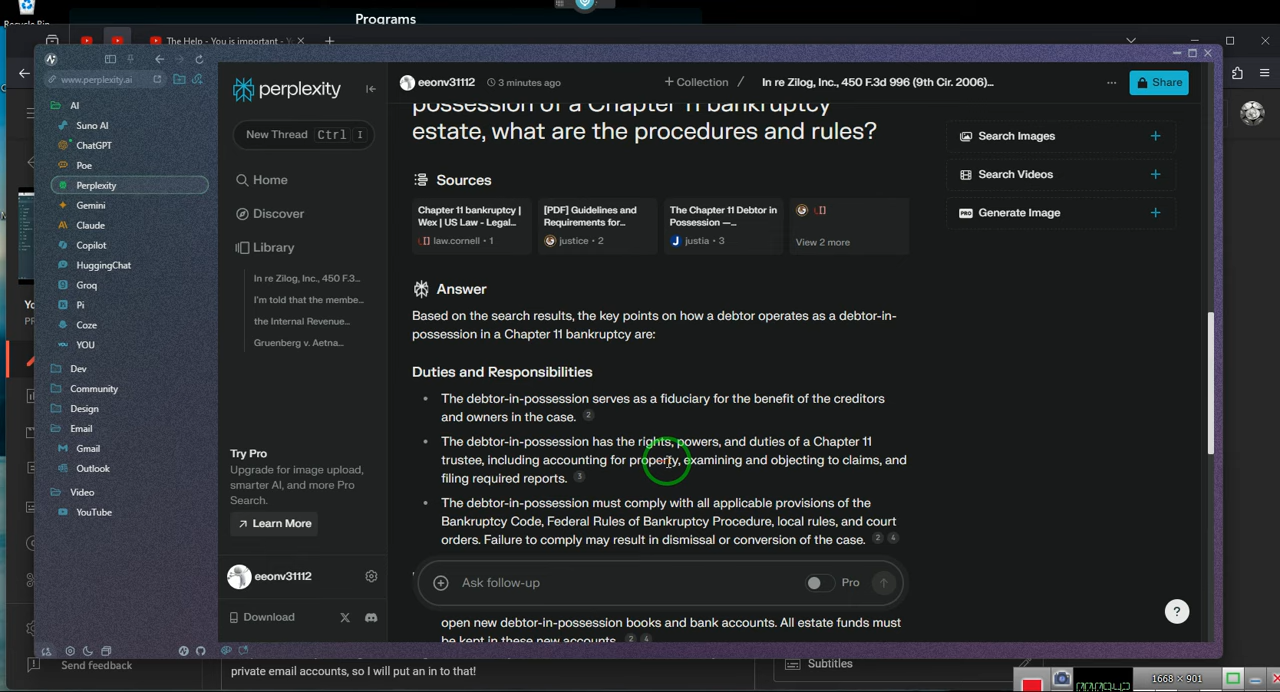 Recycle Bin
Programs
The Help - You is important -
www.perplexity.ai
AI
Suno AI
ChatGPT
Poe
Perplexity
Gemini
Claude
Copilot
HuggingChat
Groq
Pi
Coze
YOU
Dev
Community
Design
Email
Gmail
Outlook
Video
YouTube
perplexity
New Thread Ctrl I
Home
Discover
Library
In re Zilog, Inc., 450 F.3...
I'm told that the membe...
the Internal Revenue...
Gruenberg v. Aetna...
Try Pro
Upgrade for image upload,
smarter AI, and more Pro
Search.
Learn More
eeonv31112
Download
eeonv31112 3 minutes ago
Collection / In re Zilog, Inc., 450 F.3d 996 (9th Cir. 2006)...
Share
possession of a Chapter 11 bankruptcy
estate, what are the procedures and rules?
Sources
Chapter 11 bankruptcy |
Wex | US Law - Legal...
law.cornell • 1
[PDF] Guidelines and
Requirements for...
justice • 2
The Chapter 11 Debtor in
Possession —...
justia • 3
View 2 more
Answer
Based on the search results, the key points on how a debtor operates as a debtor-in-
possession in a Chapter 11 bankruptcy are:
Duties and Responsibilities
• The debtor-in-possession serves as a fiduciary for the benefit of the creditors
and owners in the case. 2
• The debtor-in-possession has the rights, powers, and duties of a Chapter 11
trustee, including accounting for property, examining and objecting to claims, and
filing required reports. 3
• The debtor-in-possession must comply with all applicable provisions of the
Bankruptcy Code, Federal Rules of Bankruptcy Procedure, local rules, and court
orders. Failure to comply may result in dismissal or conversion of the case. 2 4
Ask follow-up
Pro
open new debtor-in-possession books and bank accounts. All estate funds must
be kept in these new accounts. 2 4
Search Images
Search Videos
PRO Generate Image
?
Send feedback
private email accounts, so I will put an in to that!
Subtitles
1668 × 901